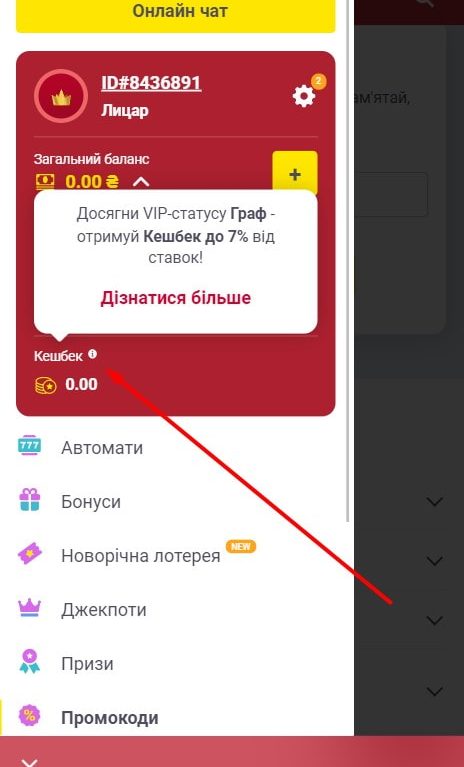 Онлайн чат
ID#8436891
2
Лицар
ам'ятай,
Загальний баланс
0.00 ₴
+
Досягни VIP-статусу Граф -
отримуй Кешбек до 7% від
ставок!
Дізнатися більше
Кешбек
0.00
777
Автомати
Бонуси
Новорічна лотерея NEW
Джекпоти
Призи
%
Промокоди